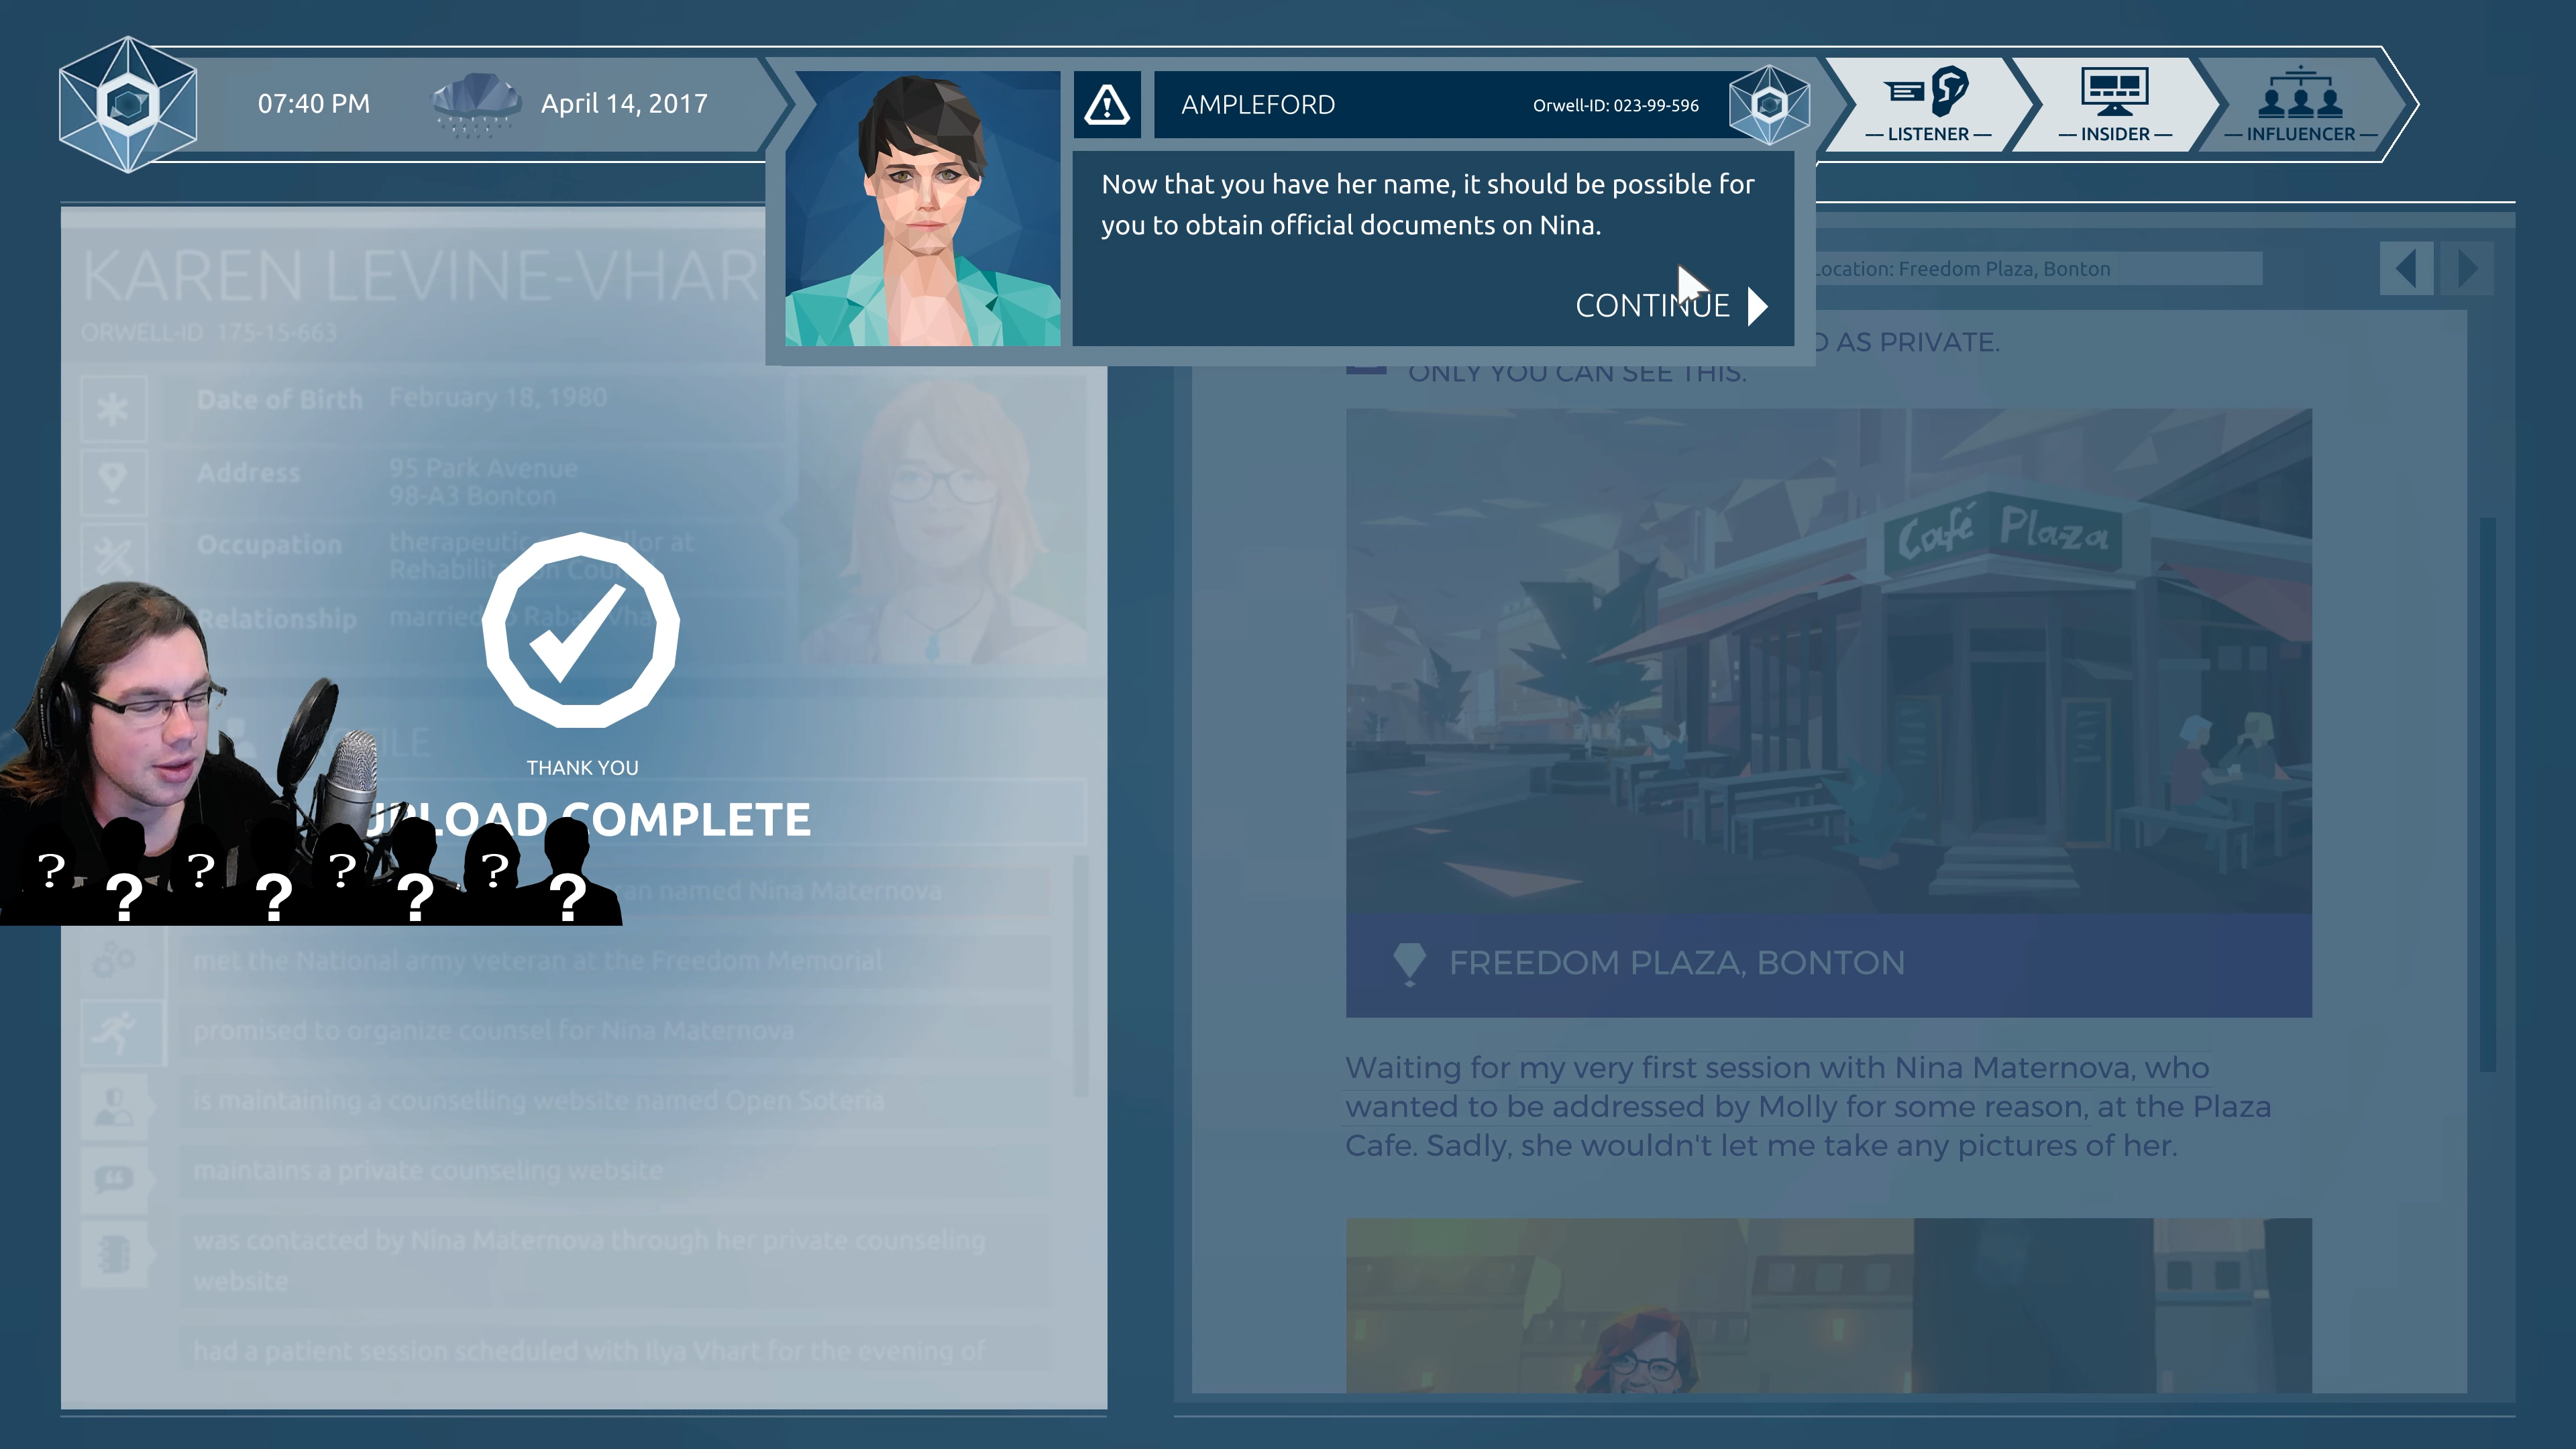 07:40 PM
April 14, 2017
AMPLEFORD
Orwell-ID: 023-99-596
Now that you have her name, it should be possible for
you to obtain official documents on Nina.
CONTINUE
— LISTENER —
— INSIDER —
— INFLUENCER —
KAREN LEVINE-VHAR
ORWELL-ID 175-15-663
Date of Birth February 18, 1980
Address 95 Park Avenue
98-A3 Bonton
Occupation
Relationship married
THANK YOU
UPLOAD COMPLETE
? ? ? ? ? ? ? ?
named Nina Maternova
met the National army veteran at the Freedom Memorial
promised to organize counsel for Nina Maternova
is maintaining a counselling website named Open Soteria
maintains a private counseling website
was contacted by Nina Maternova through her private counseling
website
had a patient session scheduled with Ilya Vhart for the evening of
Location: Freedom Plaza, Bonton
AS PRIVATE.
ONLY YOU CAN SEE THIS.
Café Plaza
FREEDOM PLAZA, BONTON
Waiting for my very first session with Nina Maternova, who
wanted to be addressed by Molly for some reason, at the Plaza
Cafe. Sadly, she wouldn't let me take any pictures of her.